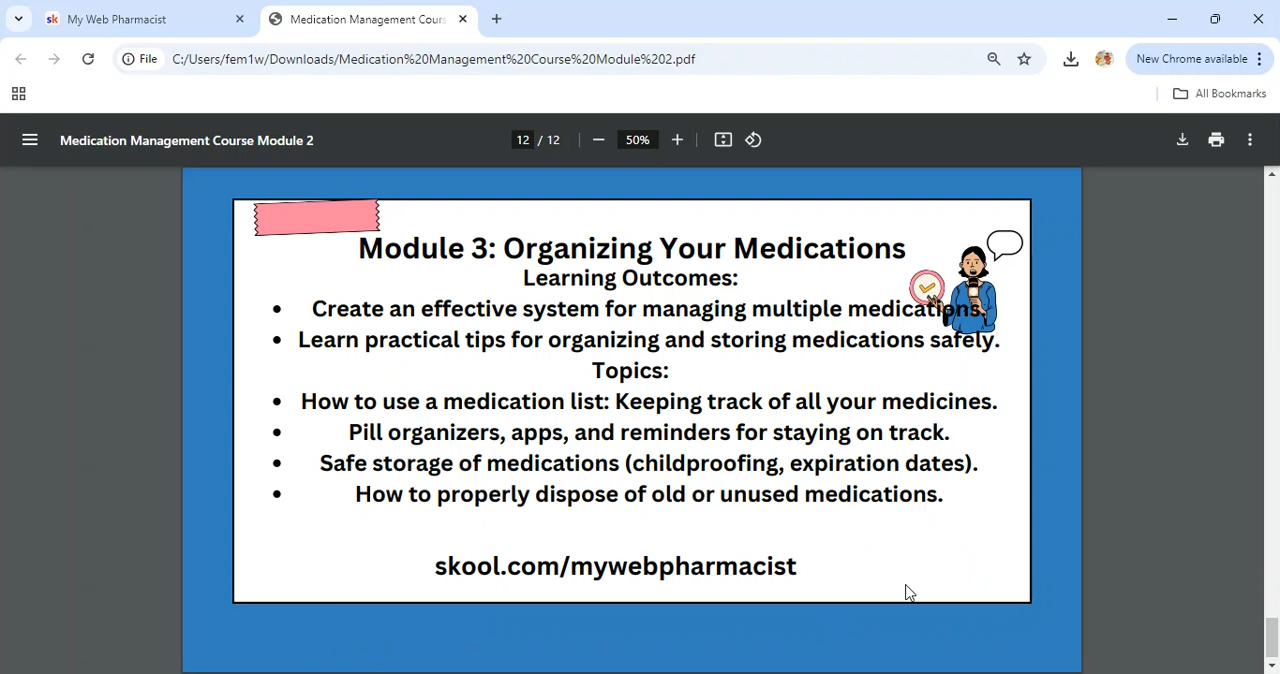 My Web Pharmacist
Medication Management Cours
File
C:/Users/fem1w/Downloads/Medication%20Management%20Course%20Module%202.pdf
New Chrome available
All Bookmarks
Medication Management Course Module 2
12 / 12
50%
Module 3: Organizing Your Medications
Learning Outcomes:
• Create an effective system for managing multiple medications.
• Learn practical tips for organizing and storing medications safely.
Topics:
• How to use a medication list: Keeping track of all your medicines.
• Pill organizers, apps, and reminders for staying on track.
• Safe storage of medications (childproofing, expiration dates).
• How to properly dispose of old or unused medications.
skool.com/mywebpharmacist